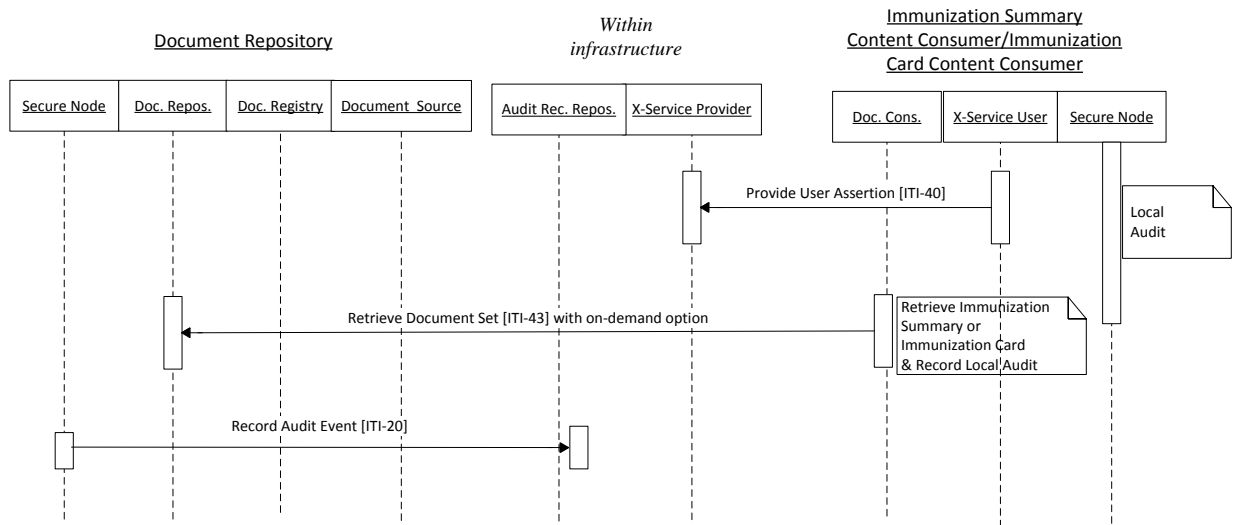 Document Repository
Within
infrastructure
Immunization Summary
Content Consumer/Immunization
Card Content Consumer
Secure Node
Doc. Repos.
Doc. Registry
Document Source
Audit Rec. Repos.
X-Service Provider
Doc. Cons.
X-Service User
Secure Node
Provide User Assertion [ITI-40]
Local
Audit
Retrieve Document Set [ITI-43] with on-demand option
Retrieve Immunization
Summary or
Immunization Card
& Record Local Audit
Record Audit Event [ITI-20]